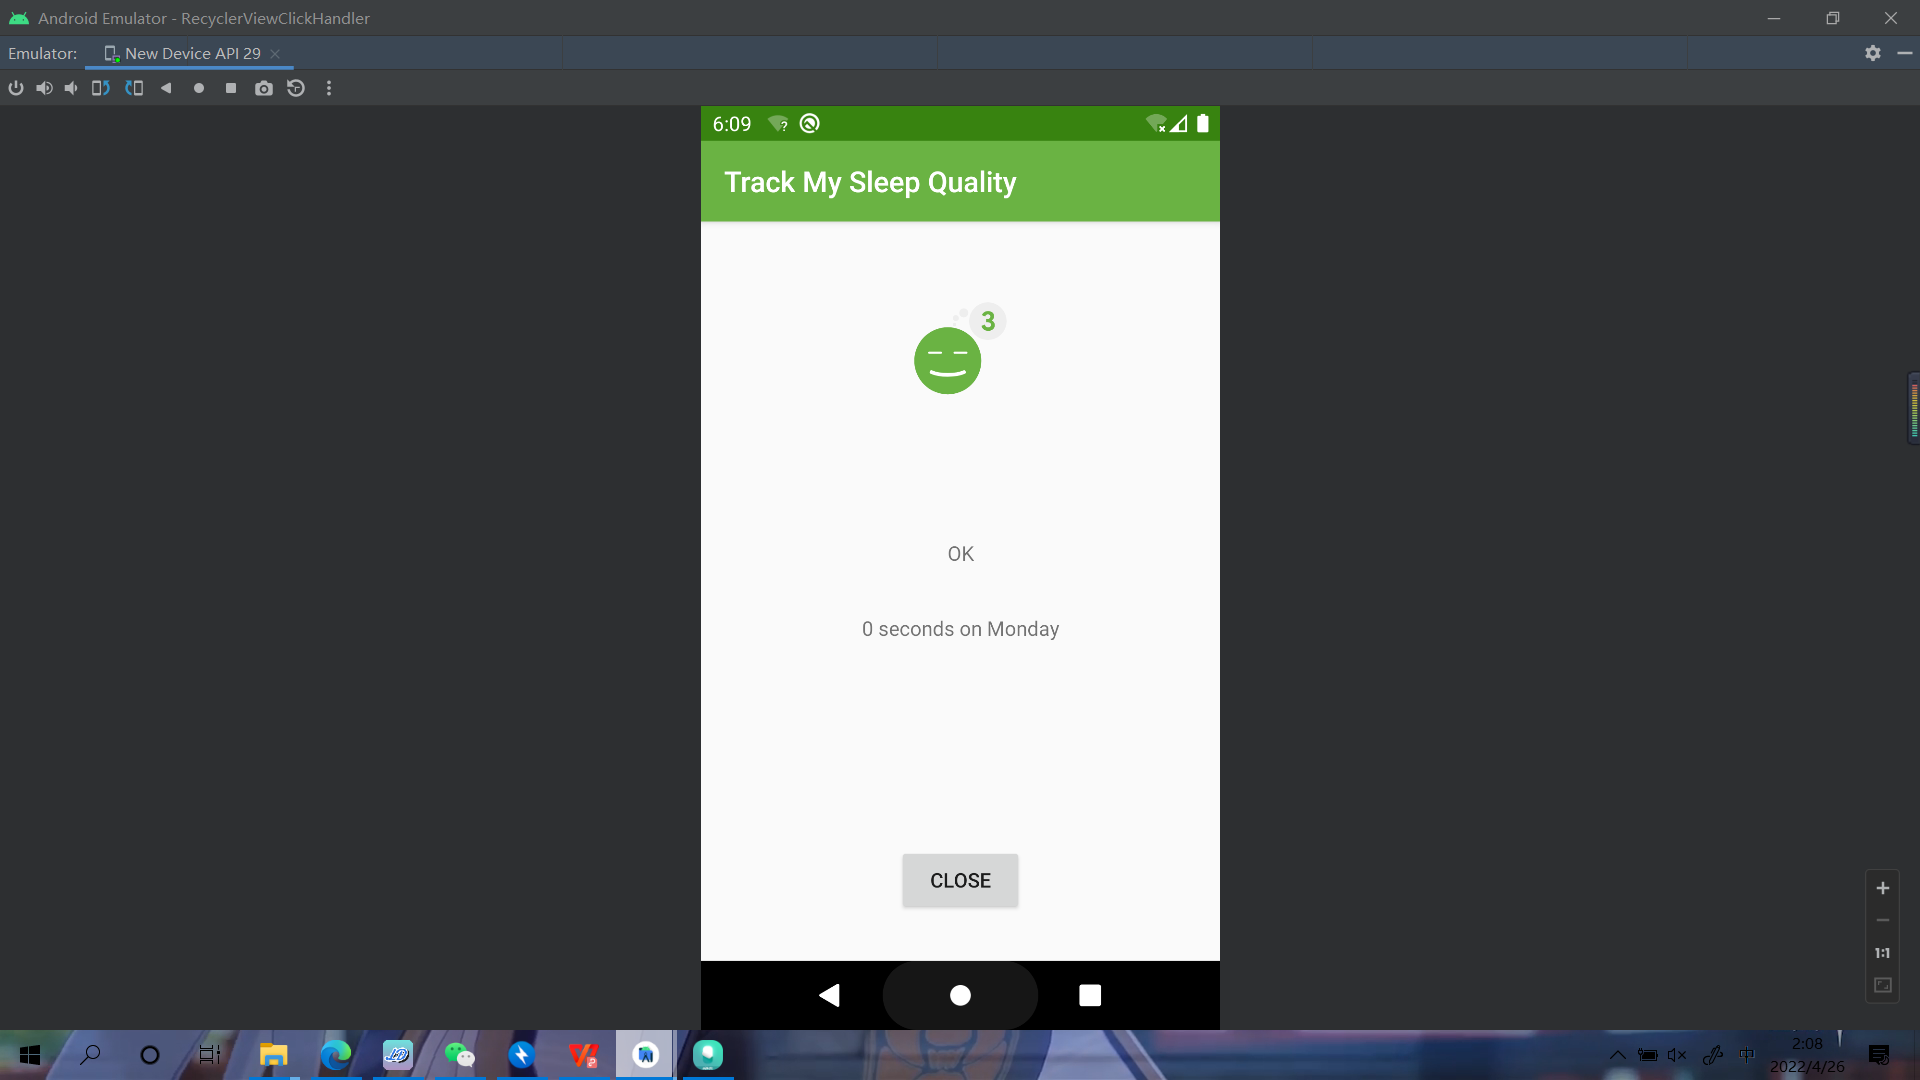 Android Emulator - RecyclerViewClickHandler
Emulator: New Device API 29
6:09
Track My Sleep Quality
3
OK
0 seconds on Monday
CLOSE
1:1
中
2:08
2022/4/26